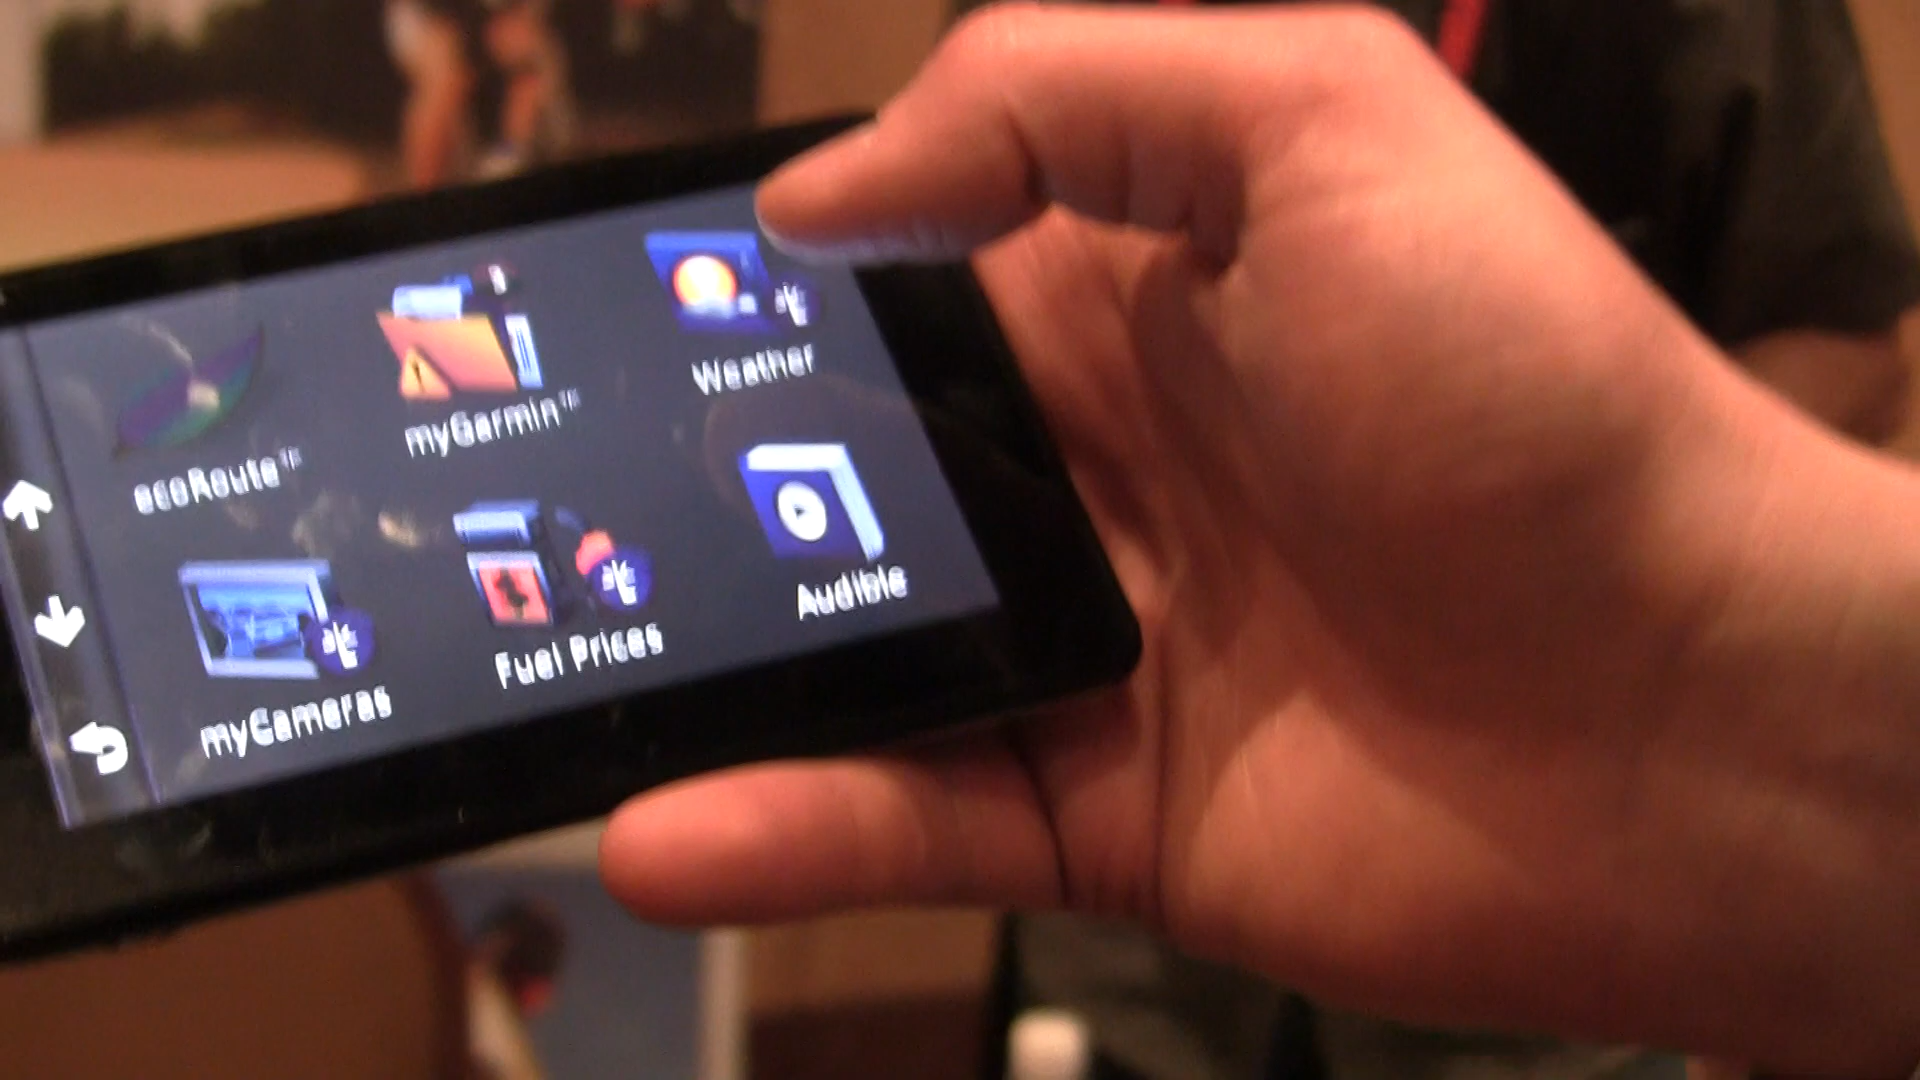 ecoRoute™
myGarmin™
Weather
myCameras
Fuel Prices
Audible